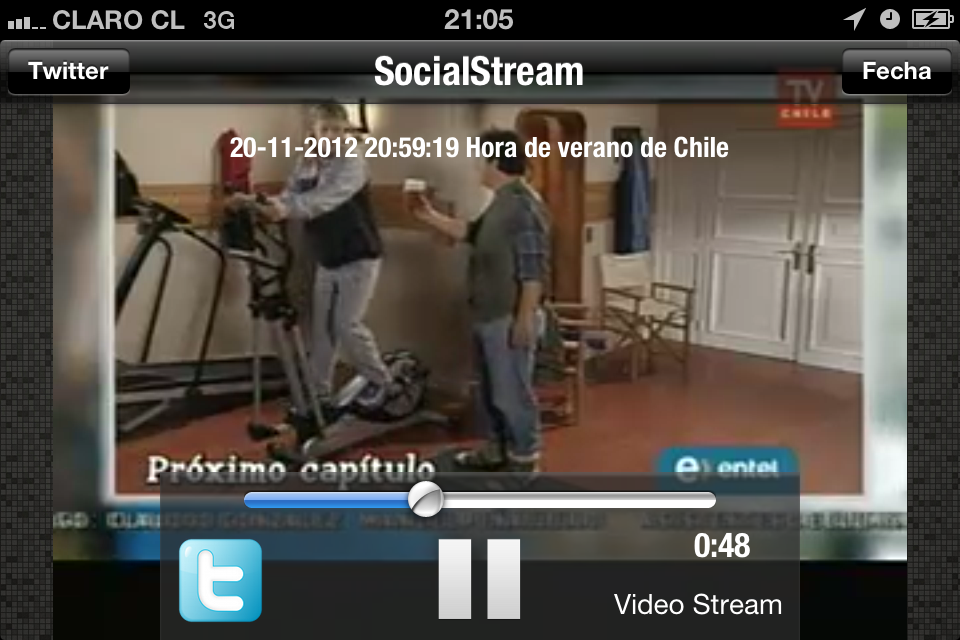 CLARO CL 3G 21:05
Twitter SocialStream Fecha
TV
CHILE
20-11-2012 20:59:19 Hora de verano de Chile
Próximo capítulo
e) entel
0:48
Video Stream